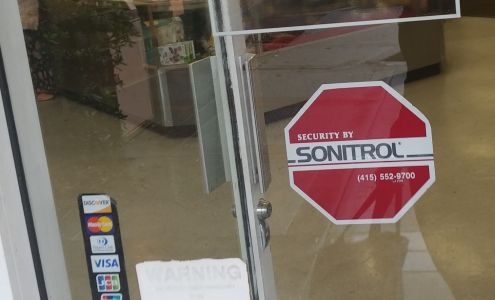 SECURITY BY
SONITROL
(415) 552-9700
DISCOVER
MasterCard
VISA
JCB
WARNING